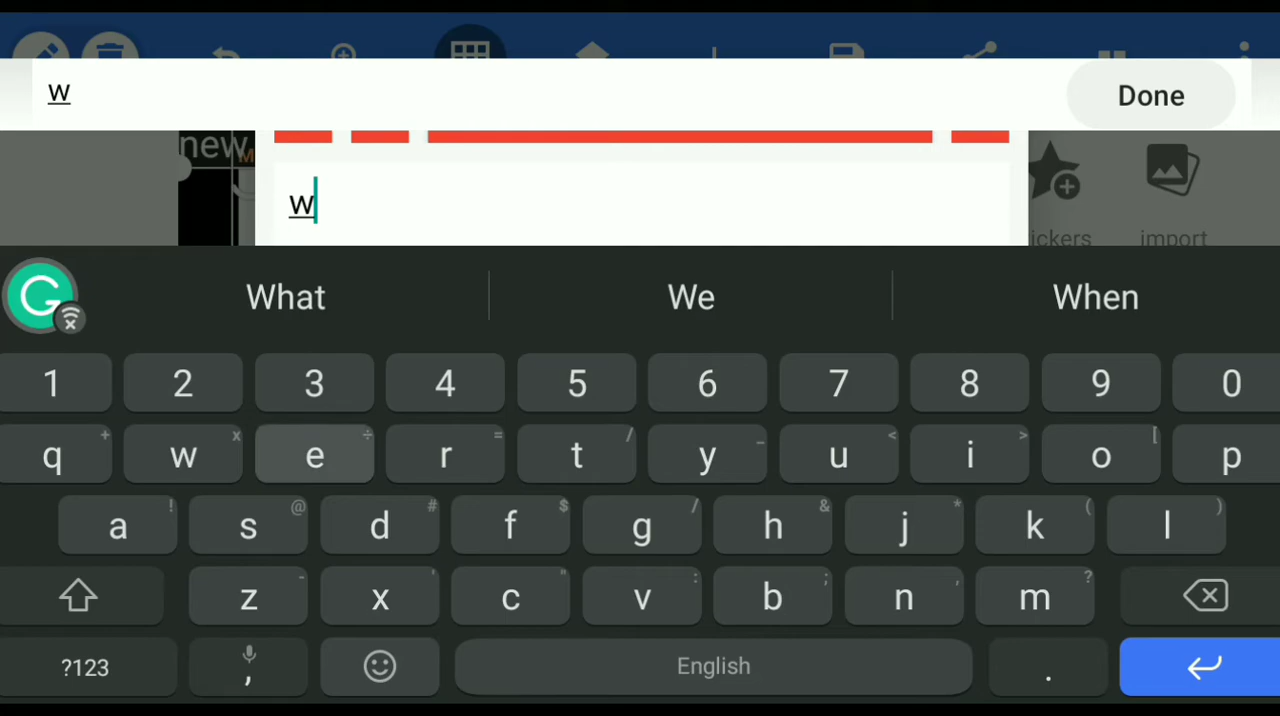 w
Done
new
M
w
ickers
import
What
We
When
1 2 3 4 5 6 7 8 9 0
q + w x e ÷ r = t / y _ u < i > o [ p
a ! s @ d # f $ g / h & j * k ( l )
z - x ' c " v : b ; n , m ?
?123 , English .